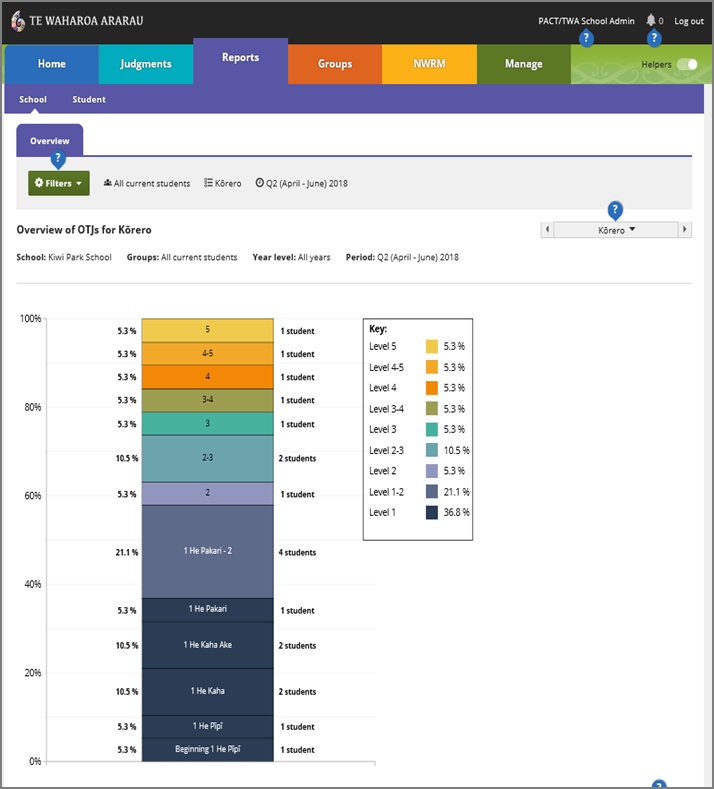 TE WAHAROA ARARAU
PACT/TWA School Admin 0 Log out
? ?
Home Judgments Reports Groups NWRM Manage Helpers
School Student
Overview
?
Filters All current students Kōrero Q2 (April - June) 2018
?
Overview of OTJs for Kōrero Kōrero
School: Kiwi Park School Groups: All current students Year level: All years Period: Q2 (April - June) 2018
100%
5.3 % 5 1 student
5.3 % 4-5 1 student
5.3 % 4 1 student
5.3 % 3-4 1 student
80%
5.3 % 3 1 student
10.5 % 2-3 2 students
5.3 % 2 1 student
60%
21.1 % 1 He Pakari - 2 4 students
40%
5.3 % 1 He Pakari 1 student
10.5 % 1 He Kaha Ake 2 students
20%
10.5 % 1 He Kaha 2 students
5.3 % 1 He Pīpī 1 student
5.3 % Beginning 1 He Pīpī 1 student
0%
Key:
Level 5 5.3 %
Level 4-5 5.3 %
Level 4 5.3 %
Level 3-4 5.3 %
Level 3 5.3 %
Level 2-3 10.5 %
Level 2 5.3 %
Level 1-2 21.1 %
Level 1 36.8 %
?